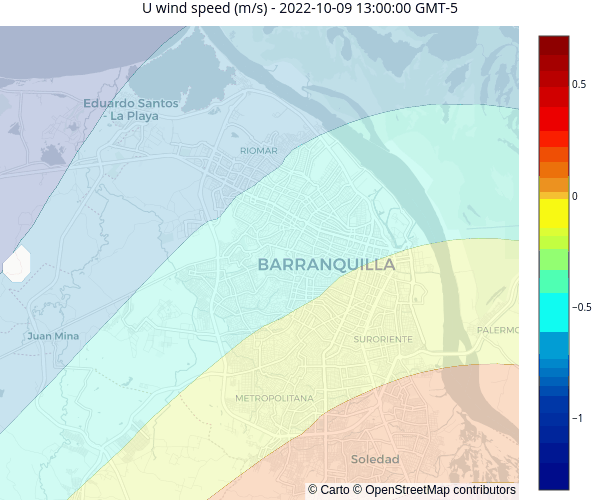 U wind speed (m/s) - 2022-10-09 13:00:00 GMT-5
Eduardo Santos
- La Playa
RIOMAR
BARRANQUILLA
Juan Mina
SURORIENTE
PALERMO
METROPOLITANA
Soledad
© Carto © OpenStreetMap contributors
0.5
0
−0.5
−1